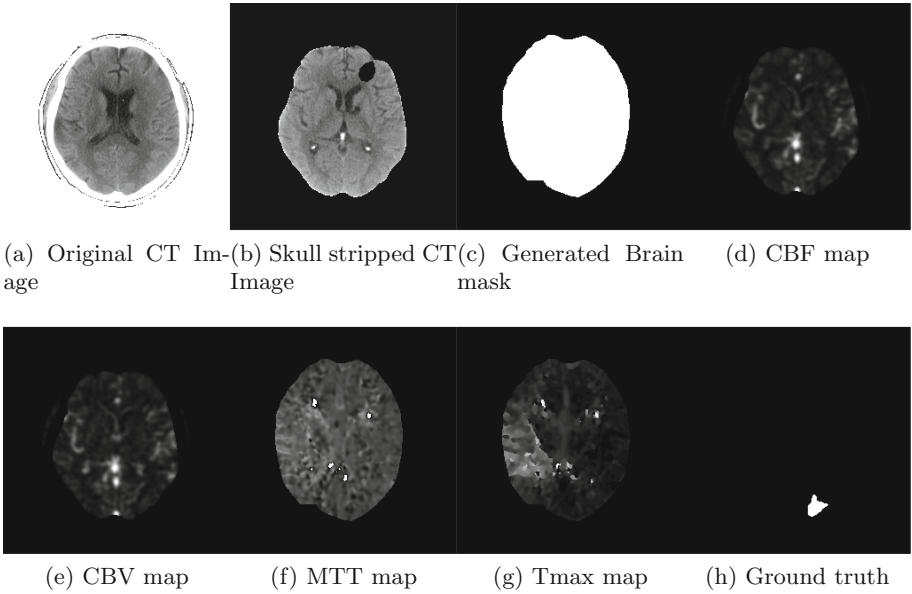 (a) Original CT Im-
age
(b) Skull stripped CT
Image
(c) Generated Brain
mask
(d) CBF map
(e) CBV map
(f) MTT map
(g) Tmax map
(h) Ground truth